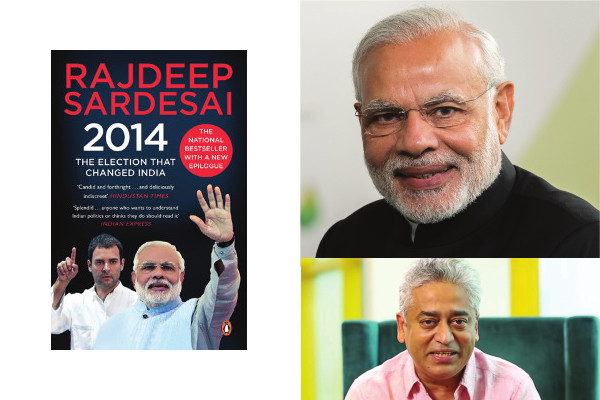 RAJDEEP
SARDESAI
2014
THE ELECTION THAT
CHANGED INDIA
THE
NATIONAL
BESTSELLER
WITH A NEW
EPILOGUE
'Candid and forthright . . . and deliciously
indiscreet' HINDUSTAN TIMES
'Splendid . . . anyone who wants to understand
Indian politics or thinks they do should read it'
INDIAN EXPRESS